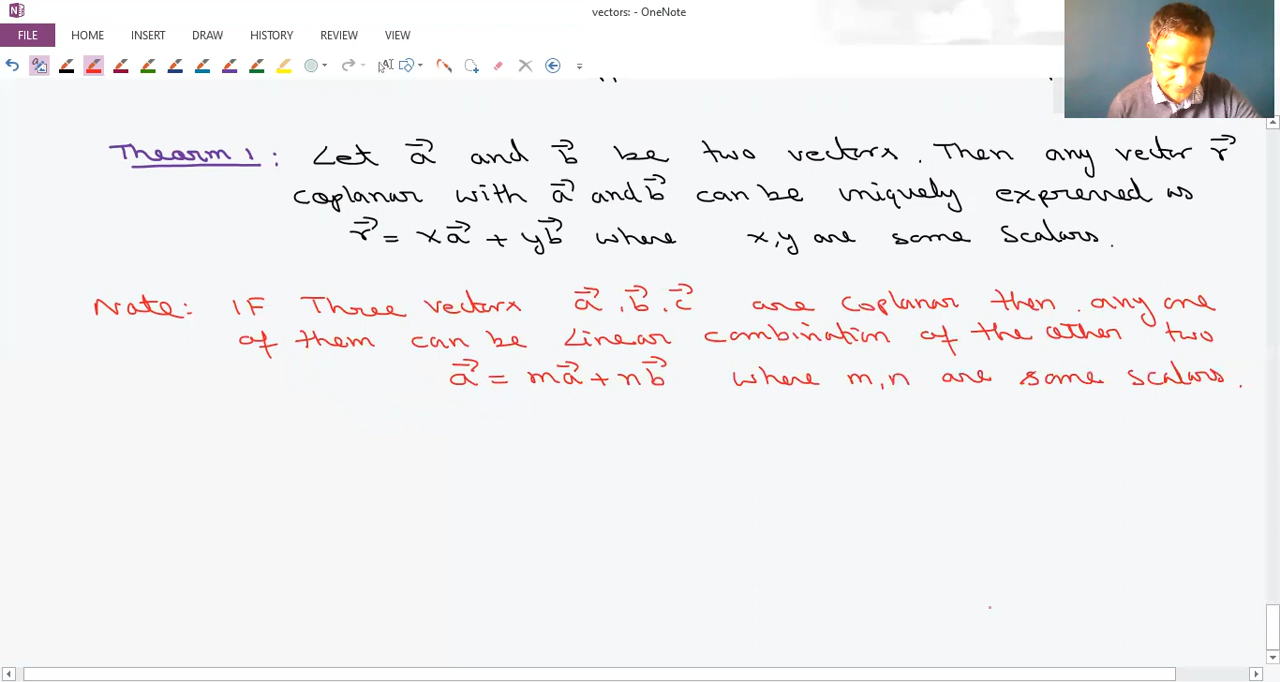 vectors: - OneNote
FILE HOME INSERT DRAW HISTORY REVIEW VIEW
Thearm 1: Let a⃗ and b⃗ be two vectors. Then any vector r⃗
coplanar with a⃗ and b⃗ can be uniquely expressed as
r⃗ = xa⃗ + yb⃗ where x,y are some scalars.
Note: IF Three vectors a⃗, b⃗, c⃗ are coplanar then any one
of them can be Linear combination of the other two
a⃗ = ma⃗ + nb⃗ where m,n are some scalars.